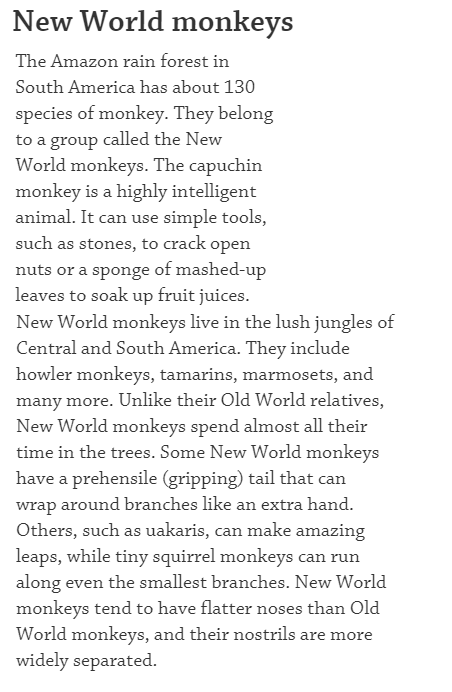 New World monkeys
The Amazon rain forest in
South America has about 130
species of monkey. They belong
to a group called the New
World monkeys. The capuchin
monkey is a highly intelligent
animal. It can use simple tools,
such as stones, to crack open
nuts or a sponge of mashed-up
leaves to soak up fruit juices.
New World monkeys live in the lush jungles of
Central and South America. They include
howler monkeys, tamarins, marmosets, and
many more. Unlike their Old World relatives,
New World monkeys spend almost all their
time in the trees. Some New World monkeys
have a prehensile (gripping) tail that can
wrap around branches like an extra hand.
Others, such as uakaris, can make amazing
leaps, while tiny squirrel monkeys can run
along even the smallest branches. New World
monkeys tend to have flatter noses than Old
World monkeys, and their nostrils are more
widely separated.